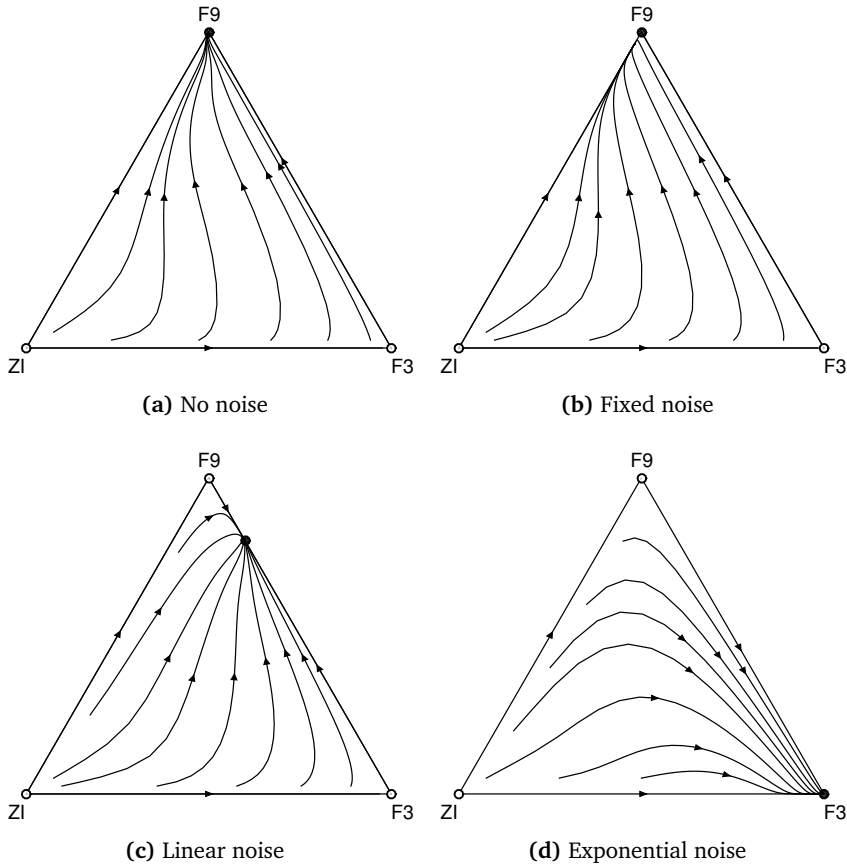 F9
F9
ZI
F3
ZI
F3
(a) No noise
(b) Fixed noise
F9
F9
ZI
F3
ZI
F3
(c) Linear noise
(d) Exponential noise